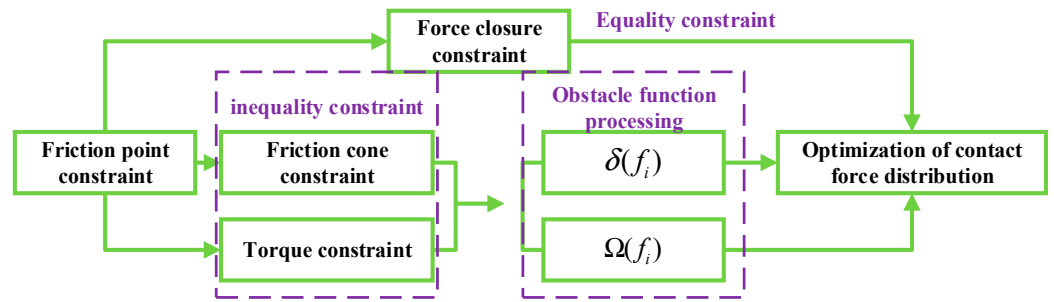 Force closure
constraint
Equality constraint
inequality constraint
Obstacle function
processing
Friction point
constraint
Friction cone
constraint
δ(fᵢ)
Optimization of contact
force distribution
Torque constraint
Ω(fᵢ)